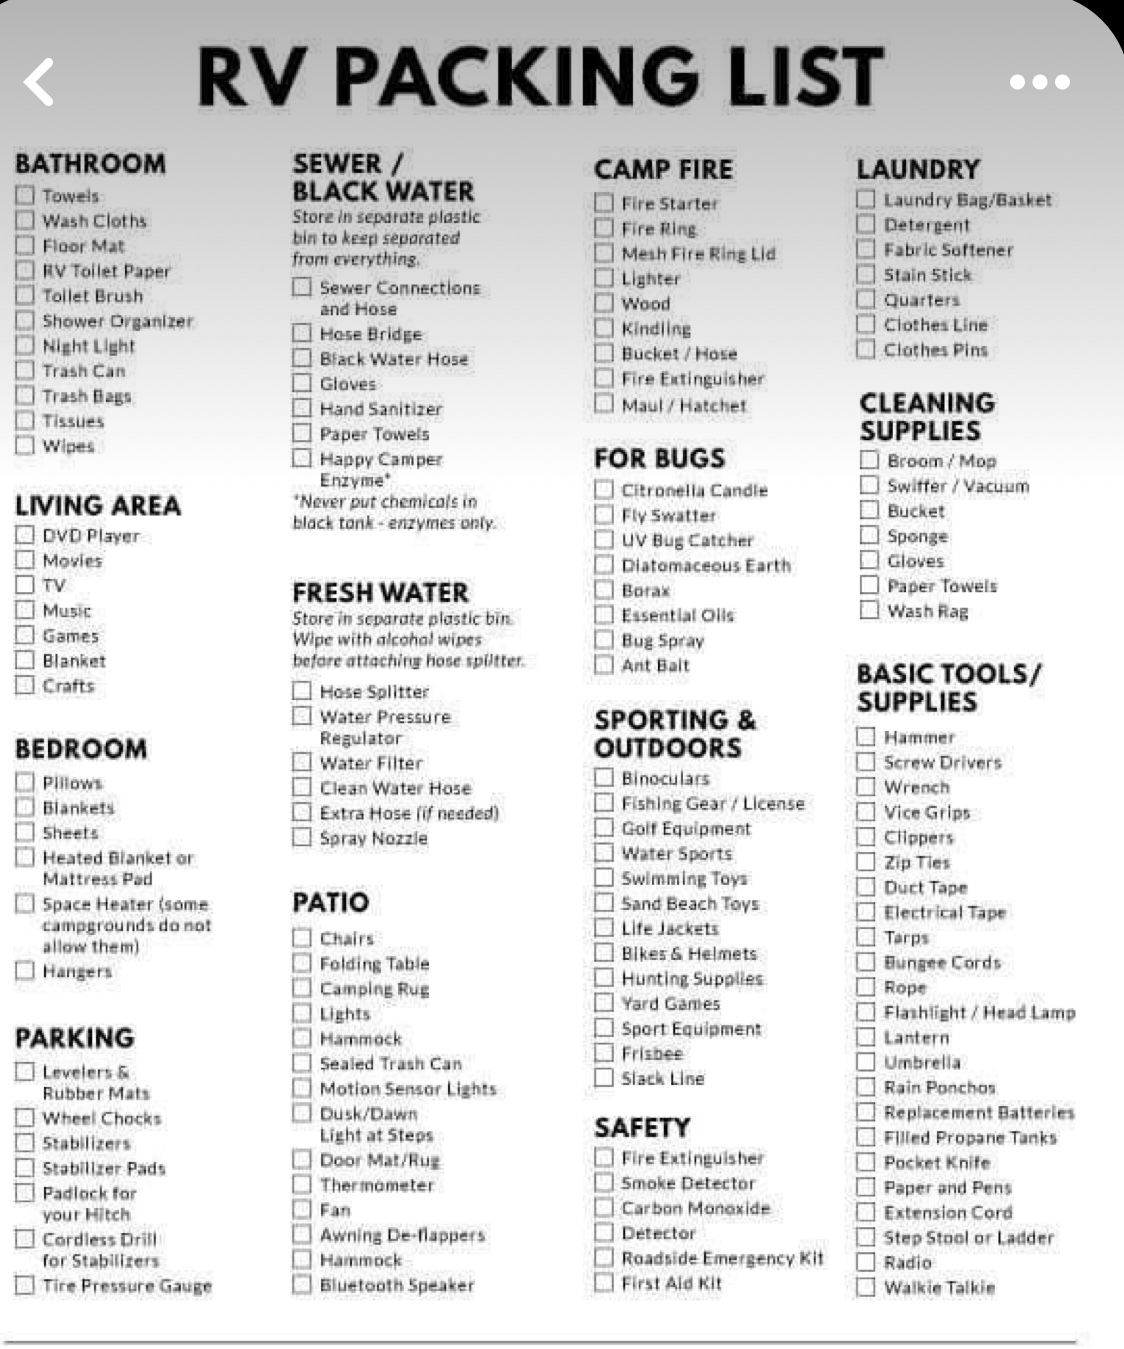 RV PACKING LIST
BATHROOM
Towels
Wash Cloths
Floor Mat
RV Toilet Paper
Toilet Brush
Shower Organizer
Night Light
Trash Can
Trash Bags
Tissues
Wipes
LIVING AREA
DVD Player
Movies
TV
Music
Games
Blanket
Crafts
BEDROOM
Pillows
Blankets
Sheets
Heated Blanket or
Mattress Pad
Space Heater (some
campgrounds do not
allow them)
Hangers
PARKING
Levelers &
Rubber Mats
Wheel Chocks
Stabilizers
Stabilizer Pads
Padlock for
your Hitch
Cordless Drill
for Stabilizers
Tire Pressure Gauge
SEWER /
BLACK WATER
Store in separate plastic
bin to keep separated
from everything.
Sewer Connections
and Hose
Hose Bridge
Black Water Hose
Gloves
Hand Sanitizer
Paper Towels
Happy Camper
Enzyme*
*Never put chemicals in
black tank - enzymes only.
FRESH WATER
Store in separate plastic bin.
Wipe with alcohol wipes
before attaching hose splitter.
Hose Splitter
Water Pressure
Regulator
Water Filter
Clean Water Hose
Extra Hose (if needed)
Spray Nozzle
PATIO
Chairs
Folding Table
Camping Rug
Lights
Hammock
Sealed Trash Can
Motion Sensor Lights
Dusk/Dawn
Light at Steps
Door Mat/Rug
Thermometer
Fan
Awning De-flappers
Hammock
Bluetooth Speaker
CAMP FIRE
Fire Starter
Fire Ring
Mesh Fire Ring Lid
Lighter
Wood
Kindling
Bucket / Hose
Fire Extinguisher
Maul / Hatchet
FOR BUGS
Citronella Candle
Fly Swatter
UV Bug Catcher
Diatomaceous Earth
Borax
Essential Oils
Bug Spray
Ant Bait
SPORTING &
OUTDOORS
Binoculars
Fishing Gear / License
Golf Equipment
Water Sports
Swimming Toys
Sand Beach Toys
Life Jackets
Bikes & Helmets
Hunting Supplies
Yard Games
Sport Equipment
Frisbee
Slack Line
SAFETY
Fire Extinguisher
Smoke Detector
Carbon Monoxide
Detector
Roadside Emergency Kit
First Aid Kit
LAUNDRY
Laundry Bag/Basket
Detergent
Fabric Softener
Stain Stick
Quarters
Clothes Line
Clothes Pins
CLEANING
SUPPLIES
Broom / Mop
Swiffer / Vacuum
Bucket
Sponge
Gloves
Paper Towels
Wash Rag
BASIC TOOLS/
SUPPLIES
Hammer
Screw Drivers
Wrench
Vice Grips
Clippers
Zip Ties
Duct Tape
Electrical Tape
Tarps
Bungee Cords
Rope
Flashlight / Head Lamp
Lantern
Umbrella
Rain Ponchos
Replacement Batteries
Filled Propane Tanks
Pocket Knife
Paper and Pens
Extension Cord
Step Stool or Ladder
Radio
Walkie Talkie